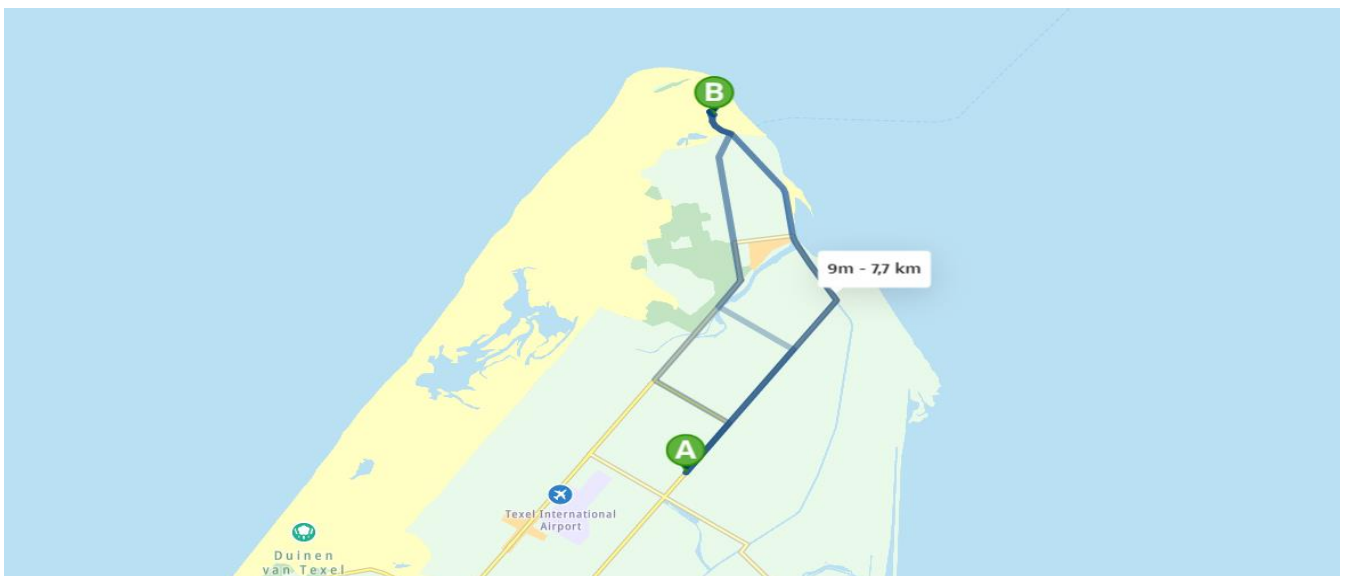 B
9m - 7,7 km
A
Texel International
Airport
Duinen
van Texel